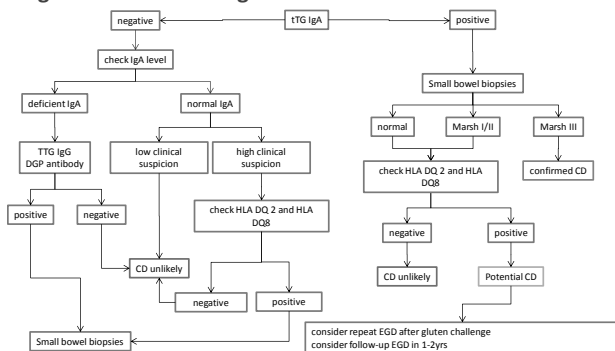 negative
tTG IgA
positive
check IgA level
Small bowel biopsies
deficient IgA
normal IgA
normal
Marsh I/II
Marsh III
TTG IgG
DGP antibody
low clinical
suspicion
high clinical
suspicion
check HLA DQ 2 and HLA
DQ8
confirmed CD
positive
negative
check HLA DQ 2 and HLA
DQ8
negative
positive
CD unlikely
CD unlikely
Potential CD
negative
positive
Small bowel biopsies
consider repeat EGD after gluten challenge
consider follow-up EGD in 1-2yrs